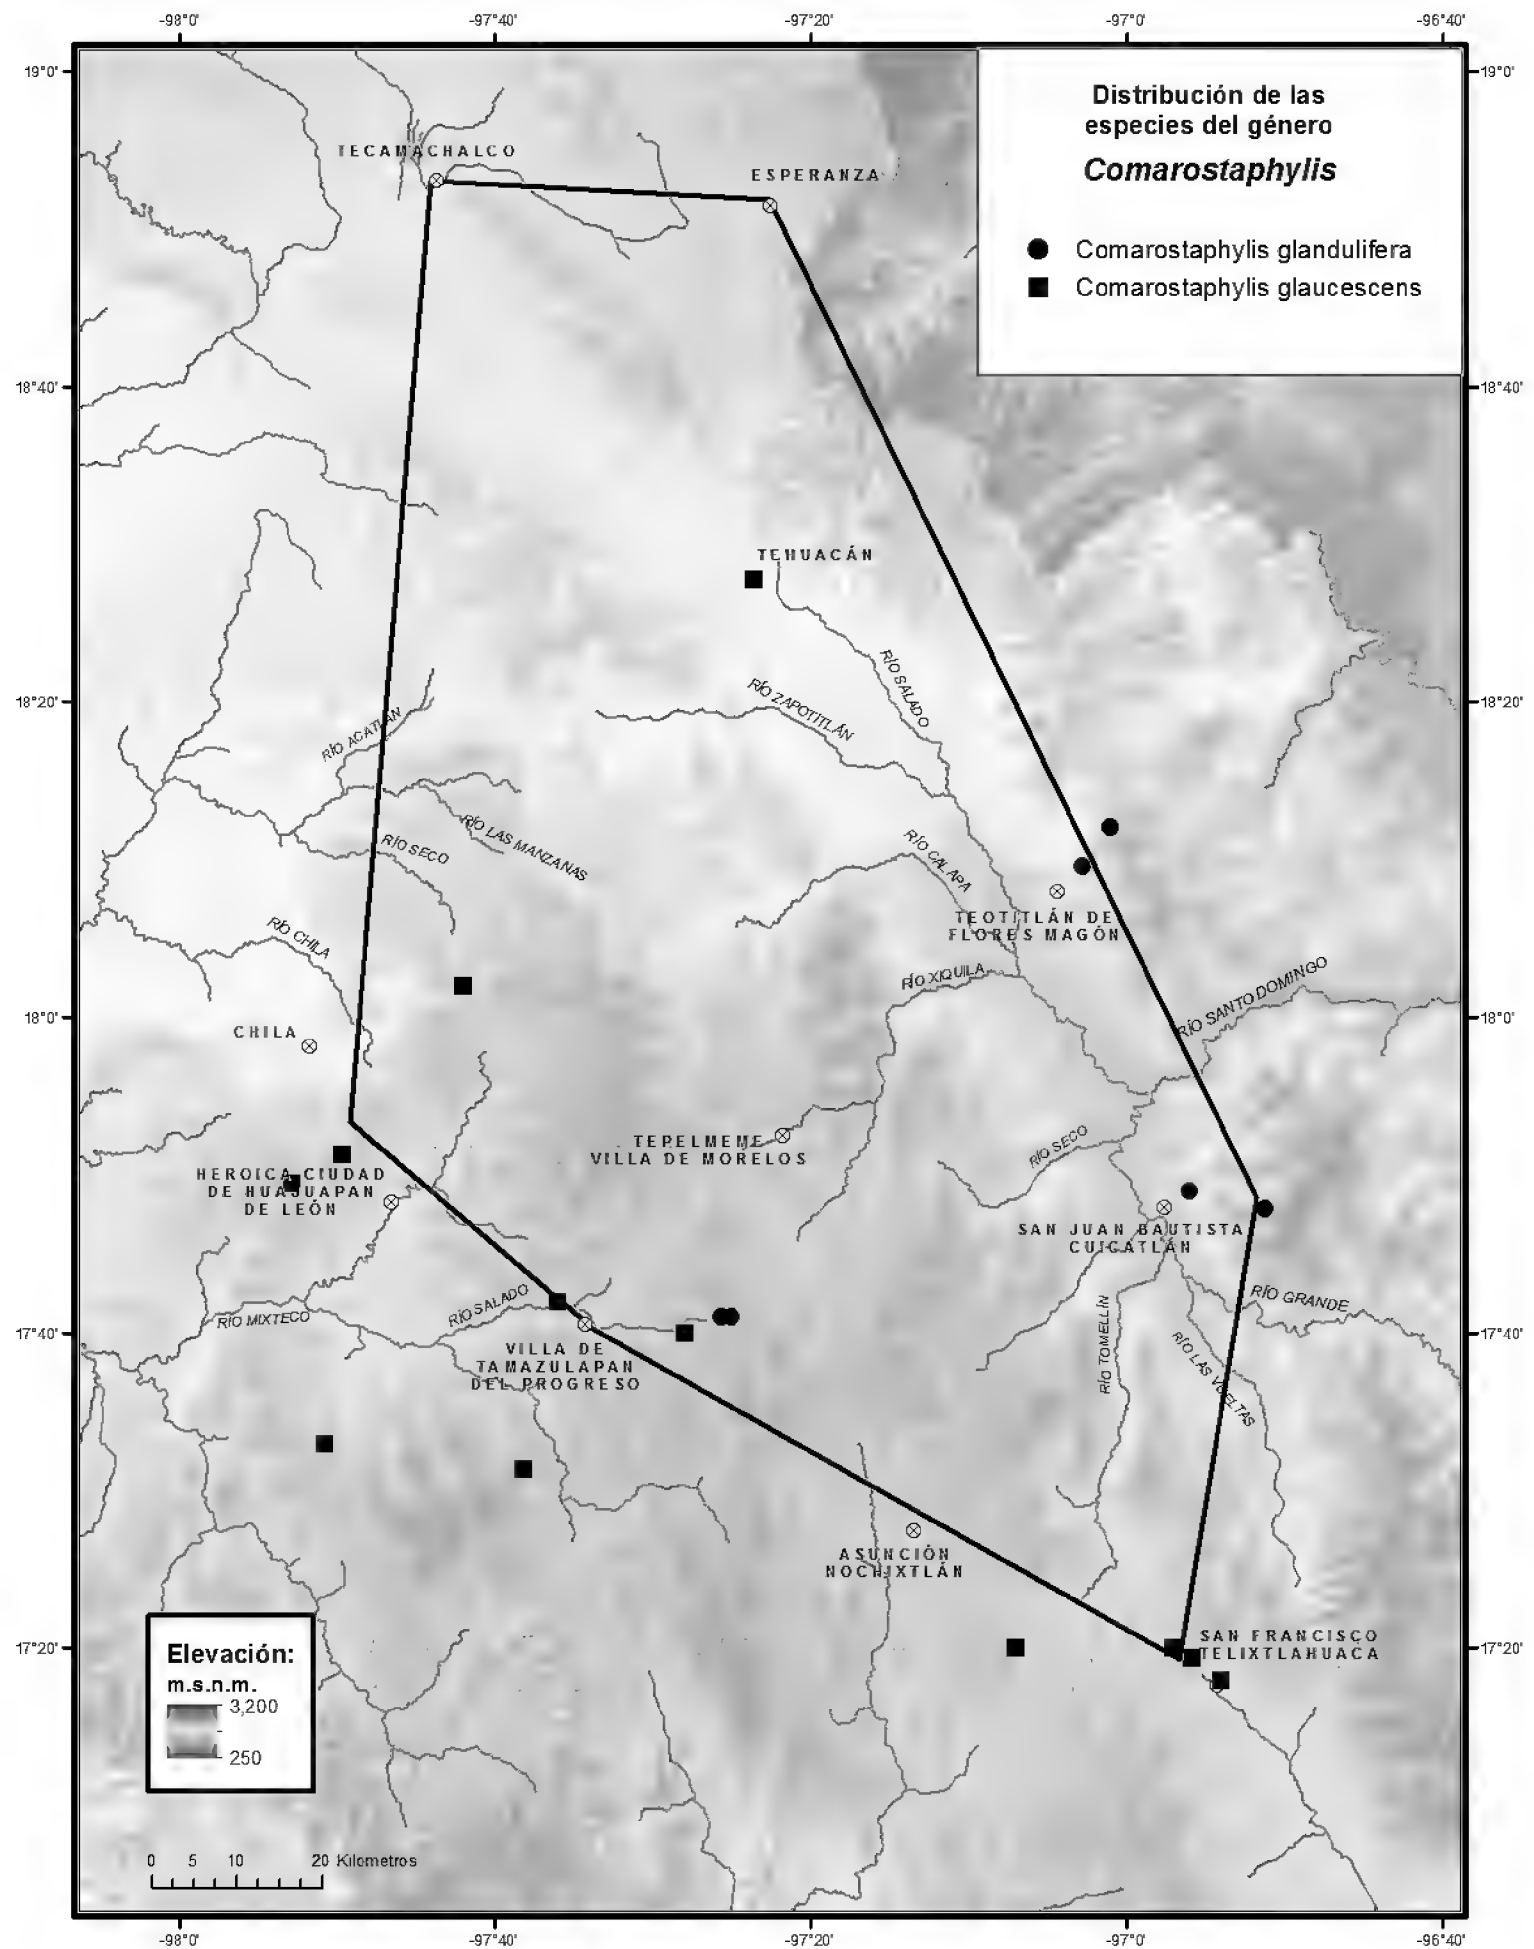 -98°0'
-97°40'
-97°20'
-97°0'
-96°40'
19°0'
19°0'
Distribución de las
especies del género
Comarostaphylis
Comarostaphylis glandulifera
Comarostaphylis glaucescens
TECAMACHALCO
ESPERANZA
18°40'
18°40'
TEHUACÁN
RÍO SALADO
RÍO ZAPOTITLÁN
18°20'
18°20'
RÍO ACATLÁN
RÍO LAS MANZANAS
RÍO SECO
RÍO CALAPA
TEOTITLÁN DE
FLORES MAGÓN
RÍO CHILA
RÍO XIQUILA
RÍO SANTO DOMINGO
18°0'
18°0'
CHILA
TEPELMEME
VILLA DE MORELOS
RÍO SECO
HEROICA CIUDAD
DE HUAJUAPAN
DE LEÓN
SAN JUAN BAUTISTA
CUICATLÁN
RÍO SALADO
RÍO MIXTECO
RÍO GRANDE
17°40'
17°40'
VILLA DE
TAMAZULAPAN
DEL PROGRESO
RÍO TOMELLÍN
RÍO LAS VUELTAS
ASUNCIÓN
NOCHIXTLÁN
17°20'
17°20'
SAN FRANCISCO
TELIXTLAHUACA
Elevación:
m.s.n.m.
3,200
250
0 5 10 20 Kilometros
-98°0'
-97°40'
-97°20'
-97°0'
-96°40'